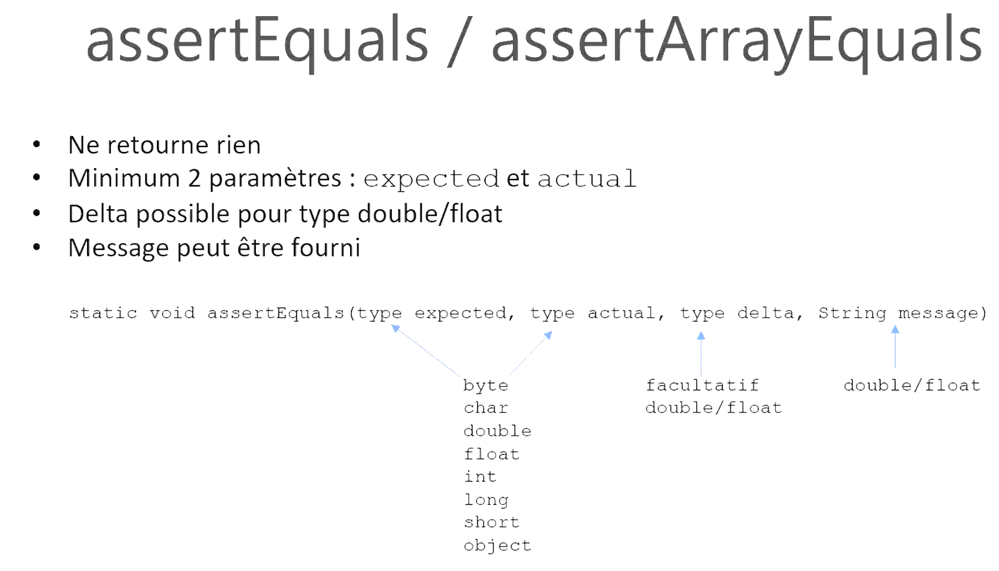 assertEquals / assertArrayEquals
• Ne retourne rien
• Minimum 2 paramètres : expected et actual
• Delta possible pour type double/float
• Message peut être fourni
static void assertEquals(type expected, type actual, type delta, String message)
byte
char
double
float
int
long
short
object
facultatif
double/float
double/float